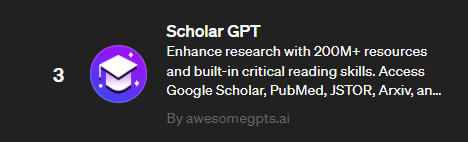 Scholar GPT
Enhance research with 200M+ resources
3
and built-in critical reading skills. Access
Google Scholar, PubMed, JSTOR, Arxiv, an...
By awesomegpts.ai